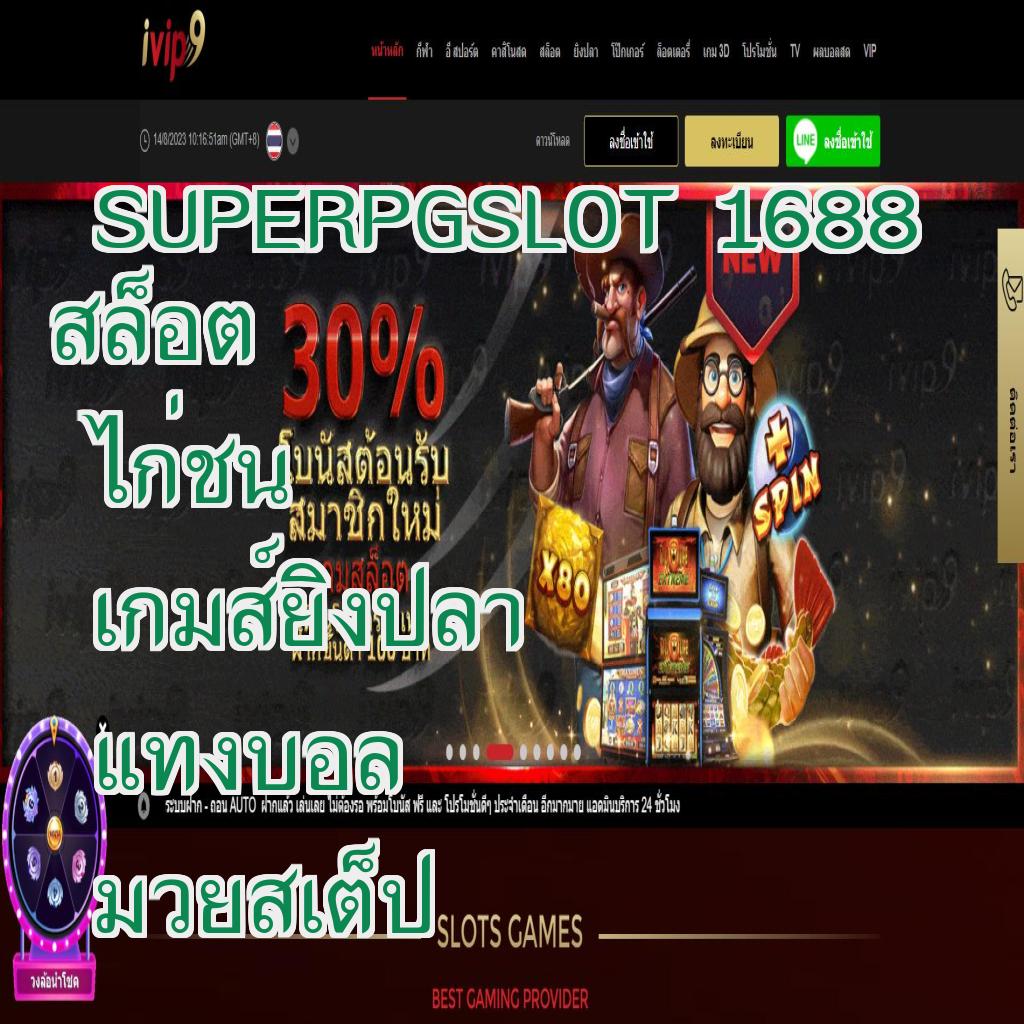 ivip9
หน้าหลัก กีฬา อีสปอร์ต คาสิโนสด สล็อต ยิงปลา โป๊กเกอร์ ล็อตเตอรี่ เกม 3D โปรโมชั่น TV ผลบอลสด VIP
14/8/2023 10:16:51am (GMT+8)
ดาวน์โหลด ลงชื่อเข้าใช้ ลงทะเบียน LINE ลงชื่อเข้าใช้
SUPERPGSLOT 1688
NEW
สล็อต
30%
ไก่ชน
โบนัสต้อนรับ
สมาชิกใหม่
ติดต่อเรา
+ SPIN
X80
EXTREME
เกมส์ยิงปลา
แทงบอล
ระบบฝาก - ถอน AUTO ฝากแล้ว เล่นเลย ไม่ต้องรอ พร้อมโบนัส ฟรี และ โปรโมชั่นดีๆ ประจำเดือน อีกมากมาย แอดมินบริการ 24 ชั่วโมง
มวยสเต็ป
SLOTS GAMES
วงล้อนำโชค
BEST GAMING PROVIDER